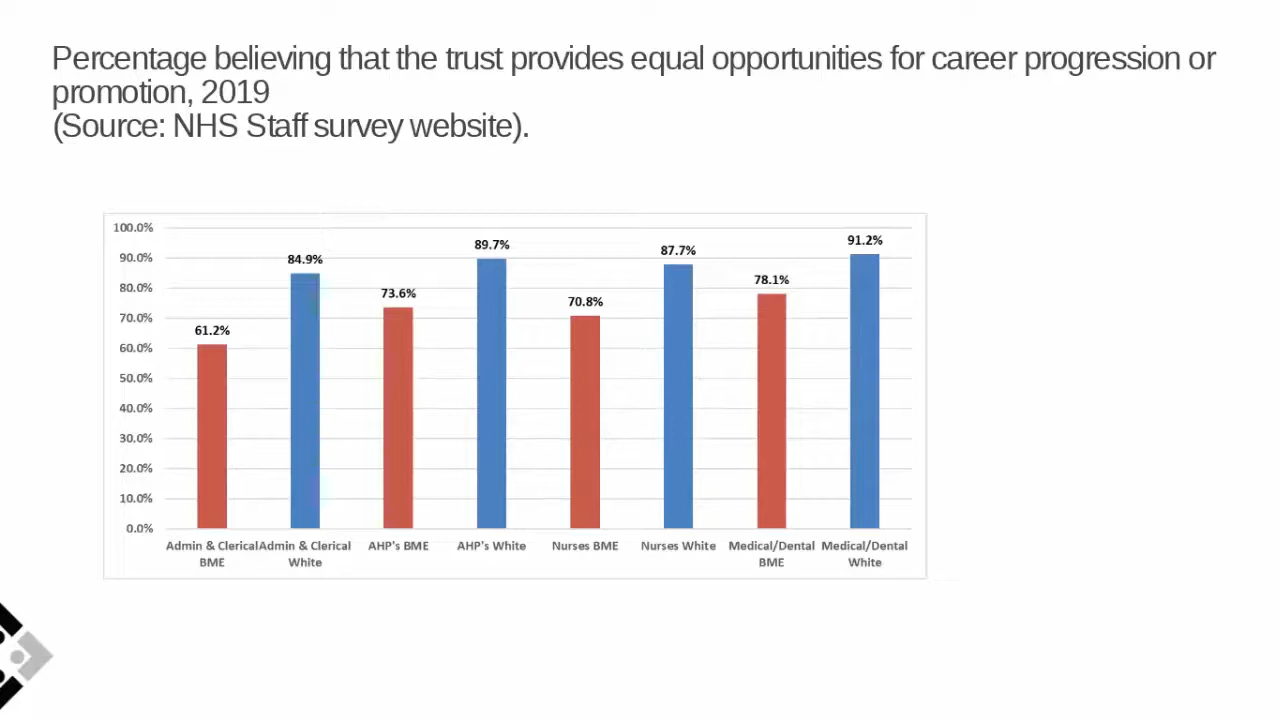 Percentage believing that the trust provides equal opportunities for career progression or
promotion, 2019
(Source: NHS Staff survey website).
100.0%
90.0%
80.0%
70.0%
60.0%
50.0%
40.0%
30.0%
20.0%
10.0%
0.0%
61.2%
84.9%
73.6%
89.7%
70.8%
87.7%
78.1%
91.2%
Admin & Clerical BME
Admin & Clerical White
AHP's BME
AHP's White
Nurses BME
Nurses White
Medical/Dental BME
Medical/Dental White